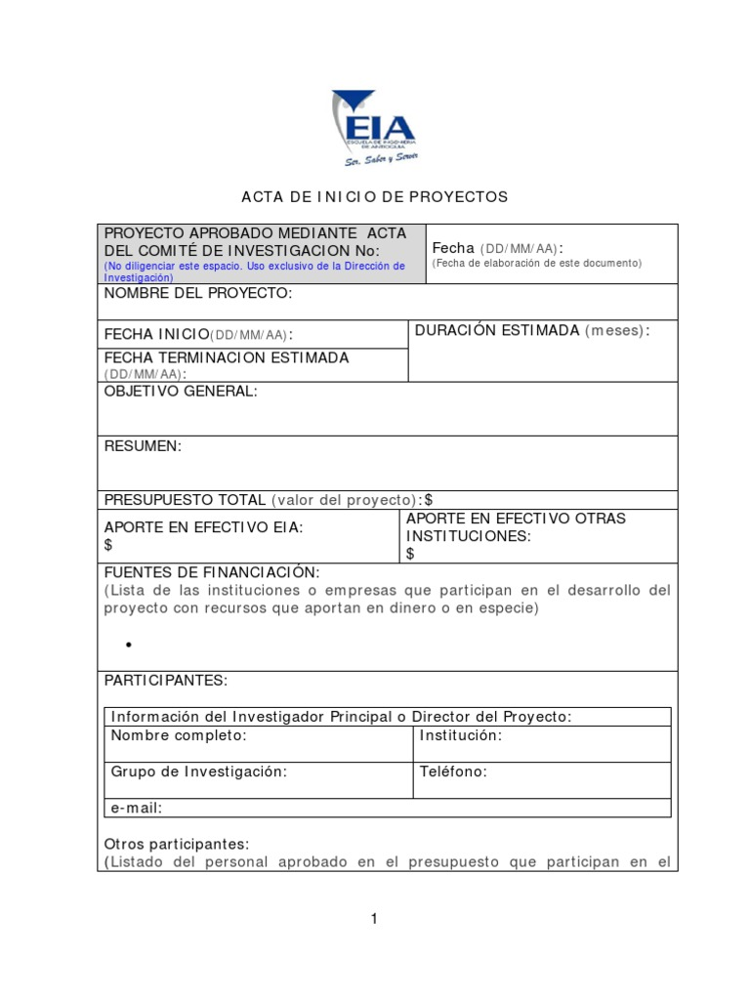 EIA
ESCUELA DE INGENIERIA
DE ANTIOQUIA
Ser, Saber y Servir
ACTA DE INICIO DE PROYECTOS
PROYECTO APROBADO MEDIANTE ACTA
DEL COMITÉ DE INVESTIGACION No:
(No diligenciar este espacio. Uso exclusivo de la Dirección de
Investigación)
Fecha (DD/MM/AA):
(Fecha de elaboración de este documento)
NOMBRE DEL PROYECTO:
FECHA INICIO(DD/MM/AA):
DURACIÓN ESTIMADA (meses):
FECHA TERMINACION ESTIMADA
(DD/MM/AA):
OBJETIVO GENERAL:
RESUMEN:
PRESUPUESTO TOTAL (valor del proyecto):$
APORTE EN EFECTIVO EIA:
$
APORTE EN EFECTIVO OTRAS
INSTITUCIONES:
$
FUENTES DE FINANCIACIÓN:
(Lista de las instituciones o empresas que participan en el desarrollo del
proyecto con recursos que aportan en dinero o en especie)
•
PARTICIPANTES:
Información del Investigador Principal o Director del Proyecto:
Nombre completo:
Institución:
Grupo de Investigación:
Teléfono:
e-mail:
Otros participantes:
(Listado del personal aprobado en el presupuesto que participan en el
1